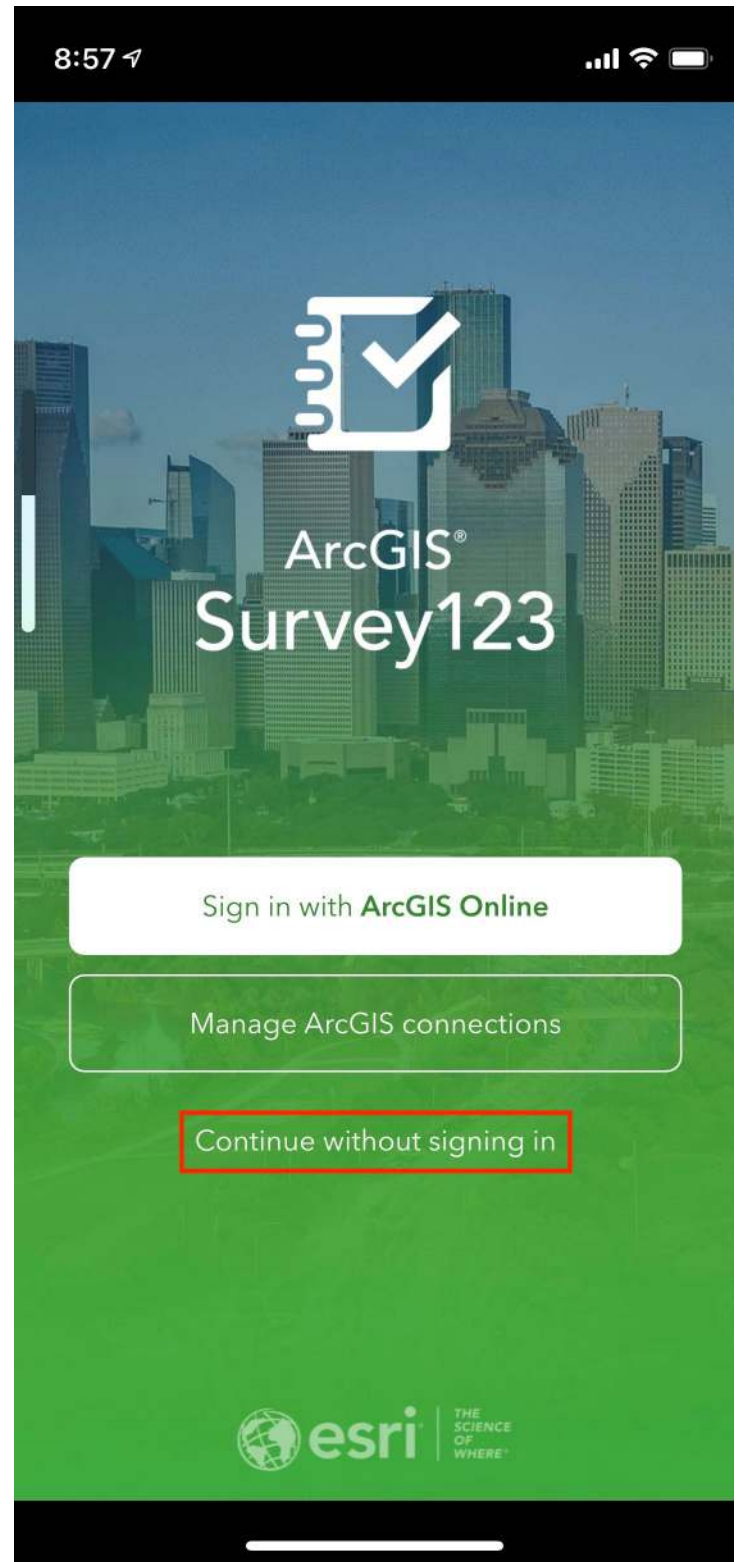 8:57
ArcGIS®
Survey123
Sign in with ArcGIS Online
Manage ArcGIS connections
Continue without signing in
esri
THE
SCIENCE
OF
WHERE®